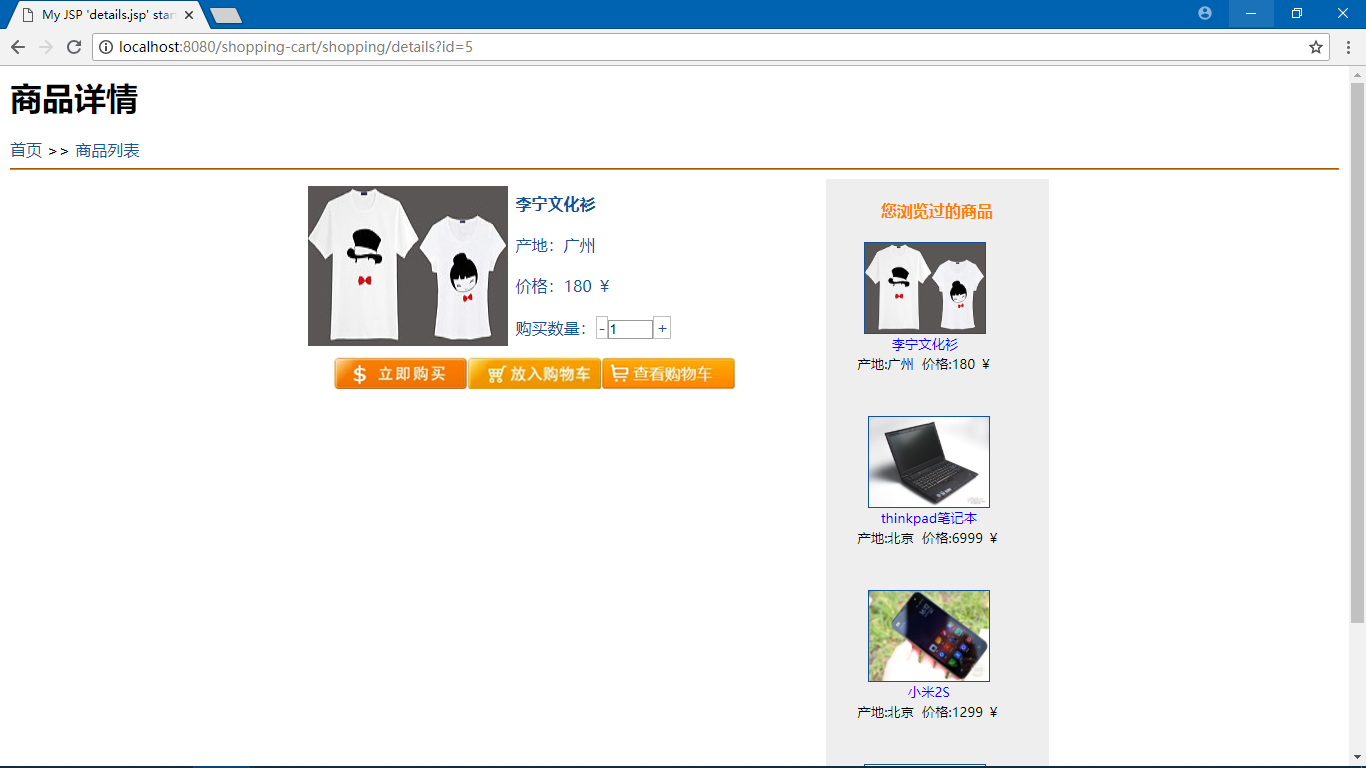 My JSP 'details.jsp' star
localhost:8080/shopping-cart/shopping/details?id=5
商品详情
首页 >> 商品列表
李宁文化衫
产地：广州
价格：180 ¥
购买数量： - 1 +
$ 立即购买 放入购物车 查看购物车
您浏览过的商品
李宁文化衫
产地:广州 价格:180 ¥
thinkpad笔记本
产地:北京 价格:6999 ¥
小米2S
产地:北京 价格:1299 ¥